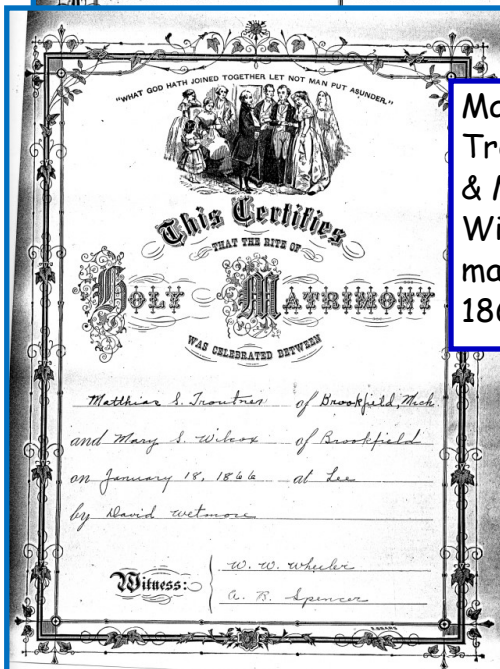 "WHAT GOD HATH JOINED TOGETHER LET NOT MAN PUT ASUNDER."
This Certifies
THAT THE RITE OF
HOLY MATRIMONY
WAS CELEBRATED BETWEEN
Matthias S. Troutner of Brookfield, Mich.
and Mary S. Wilcox of Brookfield
on January 18, 1866 at Lee
by David Wetmore
Witness: W. W. Wheeler
A. B. Spencer
Ma
Tr
&
Wi
ma
186